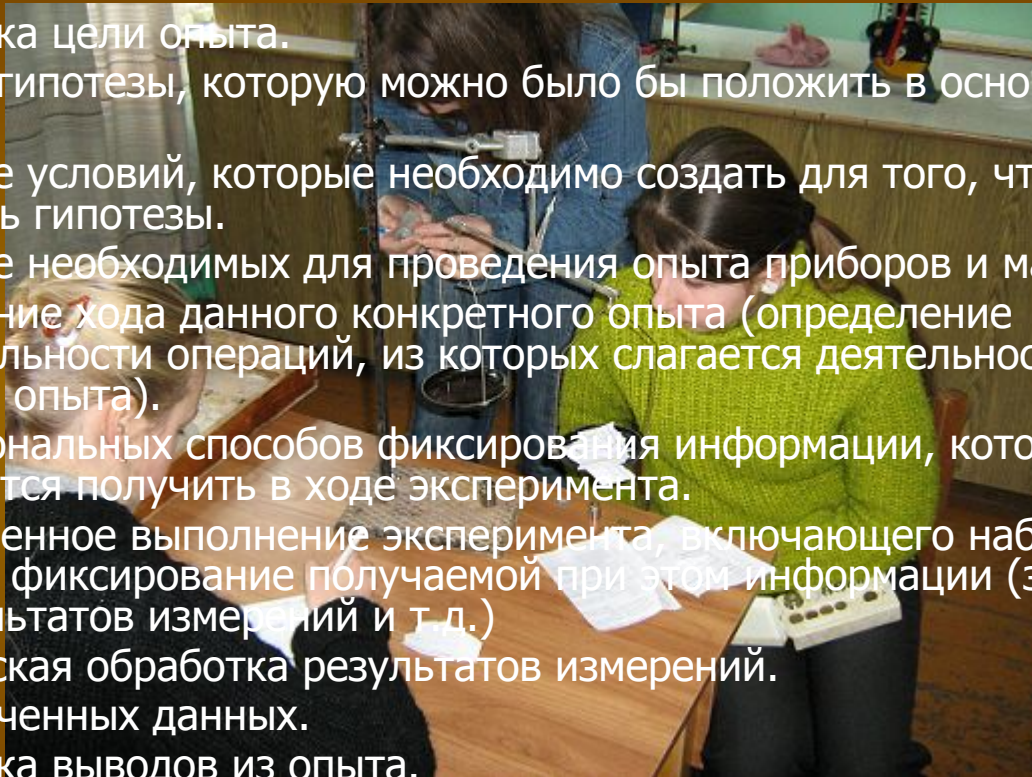 ка цели опыта.
гипотезы, которую можно было бы положить в осно
е условий, которые необходимо создать для того, чт
ь гипотезы.
е необходимых для проведения опыта приборов и ма
ние хода данного конкретного опыта (определение
льности операций, из которых слагается деятельнос
опыта).
ональных способов фиксирования информации, кото
тся получить в ходе эксперимента.
енное выполнение эксперимента, включающего наб
фиксирование получаемой при этом информации (з
льтатов измерений и т.д.)
ская обработка результатов измерений.
ченных данных.
ка выводов из опыта.